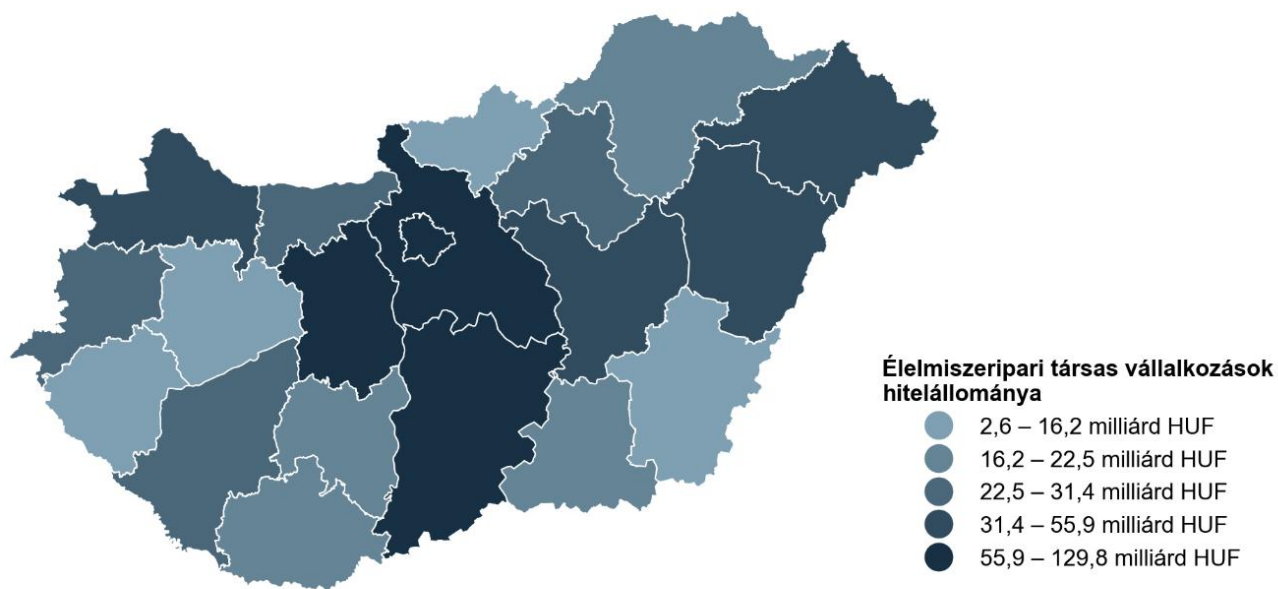 Élelmiszeripari társas vállalkozások
hitelállománya
2,6 – 16,2 milliárd HUF
16,2 – 22,5 milliárd HUF
22,5 – 31,4 milliárd HUF
31,4 – 55,9 milliárd HUF
55,9 – 129,8 milliárd HUF